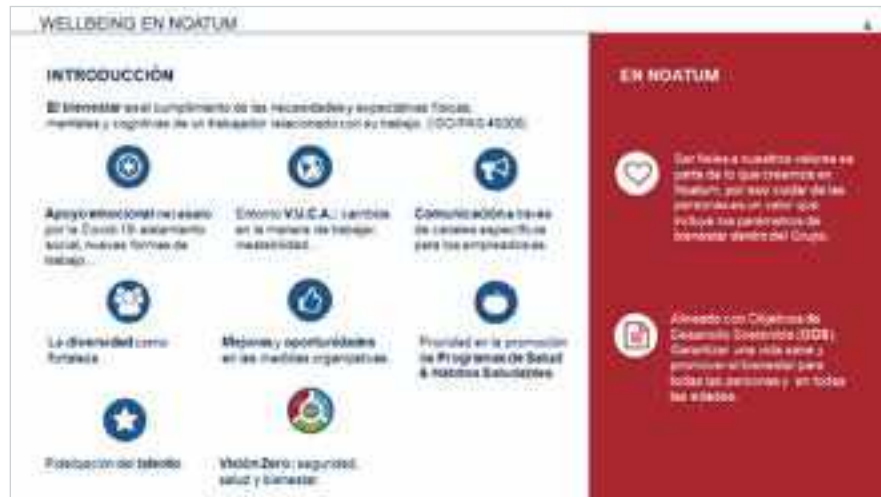 WELLBEING EN NOATUM
INTRODUCCIÓN
El bienestar es el cumplimiento de las necesidades y expectativas físicas,
mentales y cognitivas de un trabajador relacionado con su trabajo. (ISO/PAS 45005)
Apoyo emocional necesario
por la Covid-19: aislamiento
social, nuevas formas de
trabajo...
Entorno V.U.C.A.: cambios
en la manera de trabajar,
inestabilidad...
Comunicación a través
de canales específicos
para los empleados/as.
La diversidad como
fortaleza.
Mejoras y oportunidades
en las medidas organizativas.
Prioridad en la promoción
de Programas de Salud
& Hábitos Saludables
Fidelización del talento
Visión Zero: seguridad,
salud y bienestar.
EN NOATUM
Ser fieles a nuestros valores es
parte de lo que creemos en
Noatum, por eso cuidar de las
personas es un valor que
incluye los parámetros de
bienestar dentro del Grupo.
Alineado con Objetivos de
Desarrollo Sostenible (ODS).
Garantizar una vida sana y
promover el bienestar para
todas las personas y en todas
las edades.